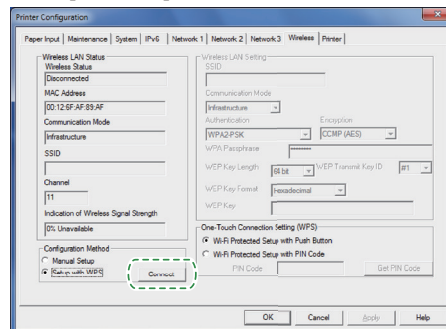 Printer Configuration
Paper Input Maintenance System IPv6 Network 1 Network 2 Network3 Wireless Printer
Wireless LAN Status
Wireless Status
Disconnected
MAC Address
00:12:6F:AF:89:AF
Communication Mode
Infrastructure
SSID
Channel
11
Indication of Wireless Signal Strength
0% Unavailable
Configuration Method
Manual Setup
Setup with WPS
Connect
Wireless LAN Setting
SSID
Communication Mode
Infrastructure
Authentication Encryption
WPA2-PSK CCMP (AES)
WPA Passphrase ********
WEP Key Length 64 bit WEP Transmit Key ID #1
WEP Key Format Hexadecimal
WEP Key
One-Touch Connection Setting (WPS)
Wi-Fi Protected Setup with Push Button
Wi-Fi Protected Setup with PIN Code
PIN Code Get PIN Code
OK Cancel Apply Help